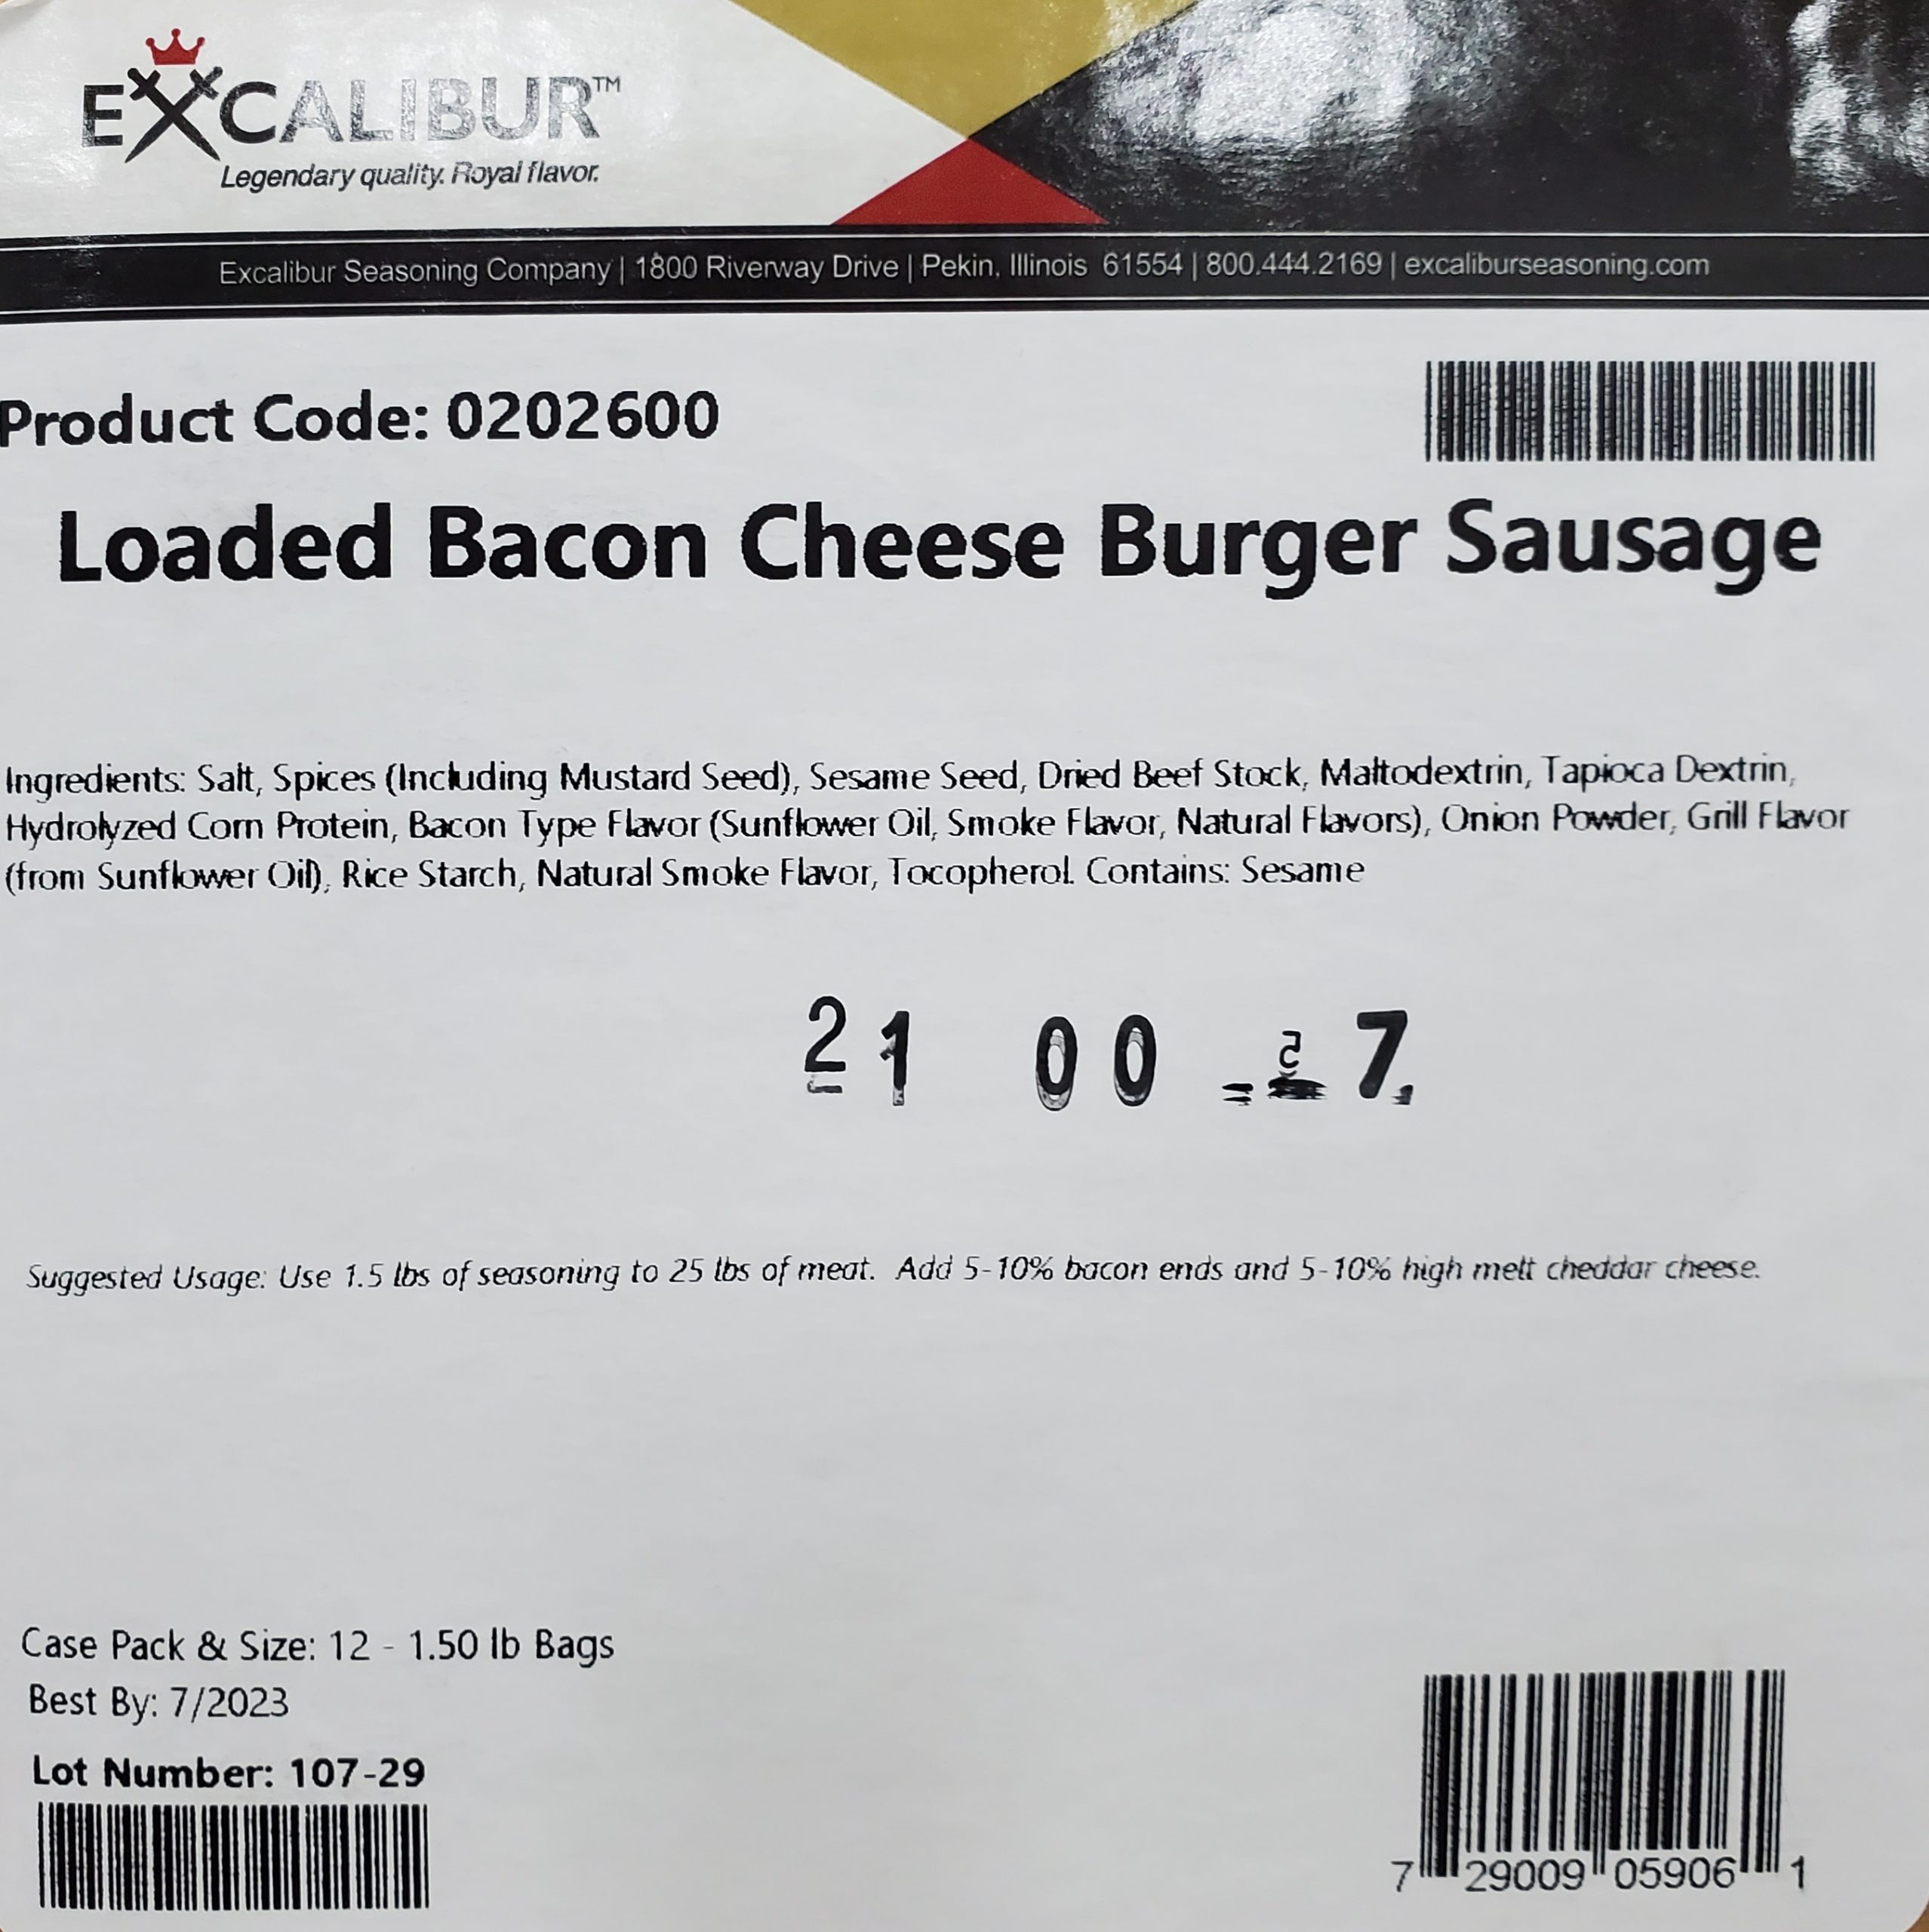 EXCALIBUR™
Legendary quality. Royal flavor.
Excalibur Seasoning Company | 1800 Riverway Drive | Pekin, Illinois 61554 | 800.444.2169 | excaliburseasoning.com
Product Code: 0202600
Loaded Bacon Cheese Burger Sausage
Ingredients: Salt, Spices (Including Mustard Seed), Sesame Seed, Dried Beef Stock, Maltodextrin, Tapioca Dextrin,
Hydrolyzed Corn Protein, Bacon Type Flavor (Sunflower Oil, Smoke Flavor, Natural Flavors), Onion Powder, Grill Flavor
(from Sunflower Oil), Rice Starch, Natural Smoke Flavor, Tocopherol. Contains: Sesame
21 00 7
Suggested Usage: Use 1.5 lbs of seasoning to 25 lbs of meat. Add 5-10% bacon ends and 5-10% high melt cheddar cheese.
Case Pack & Size: 12 - 1.50 lb Bags
Best By: 7/2023
Lot Number: 107-29
7 29009 05906 1